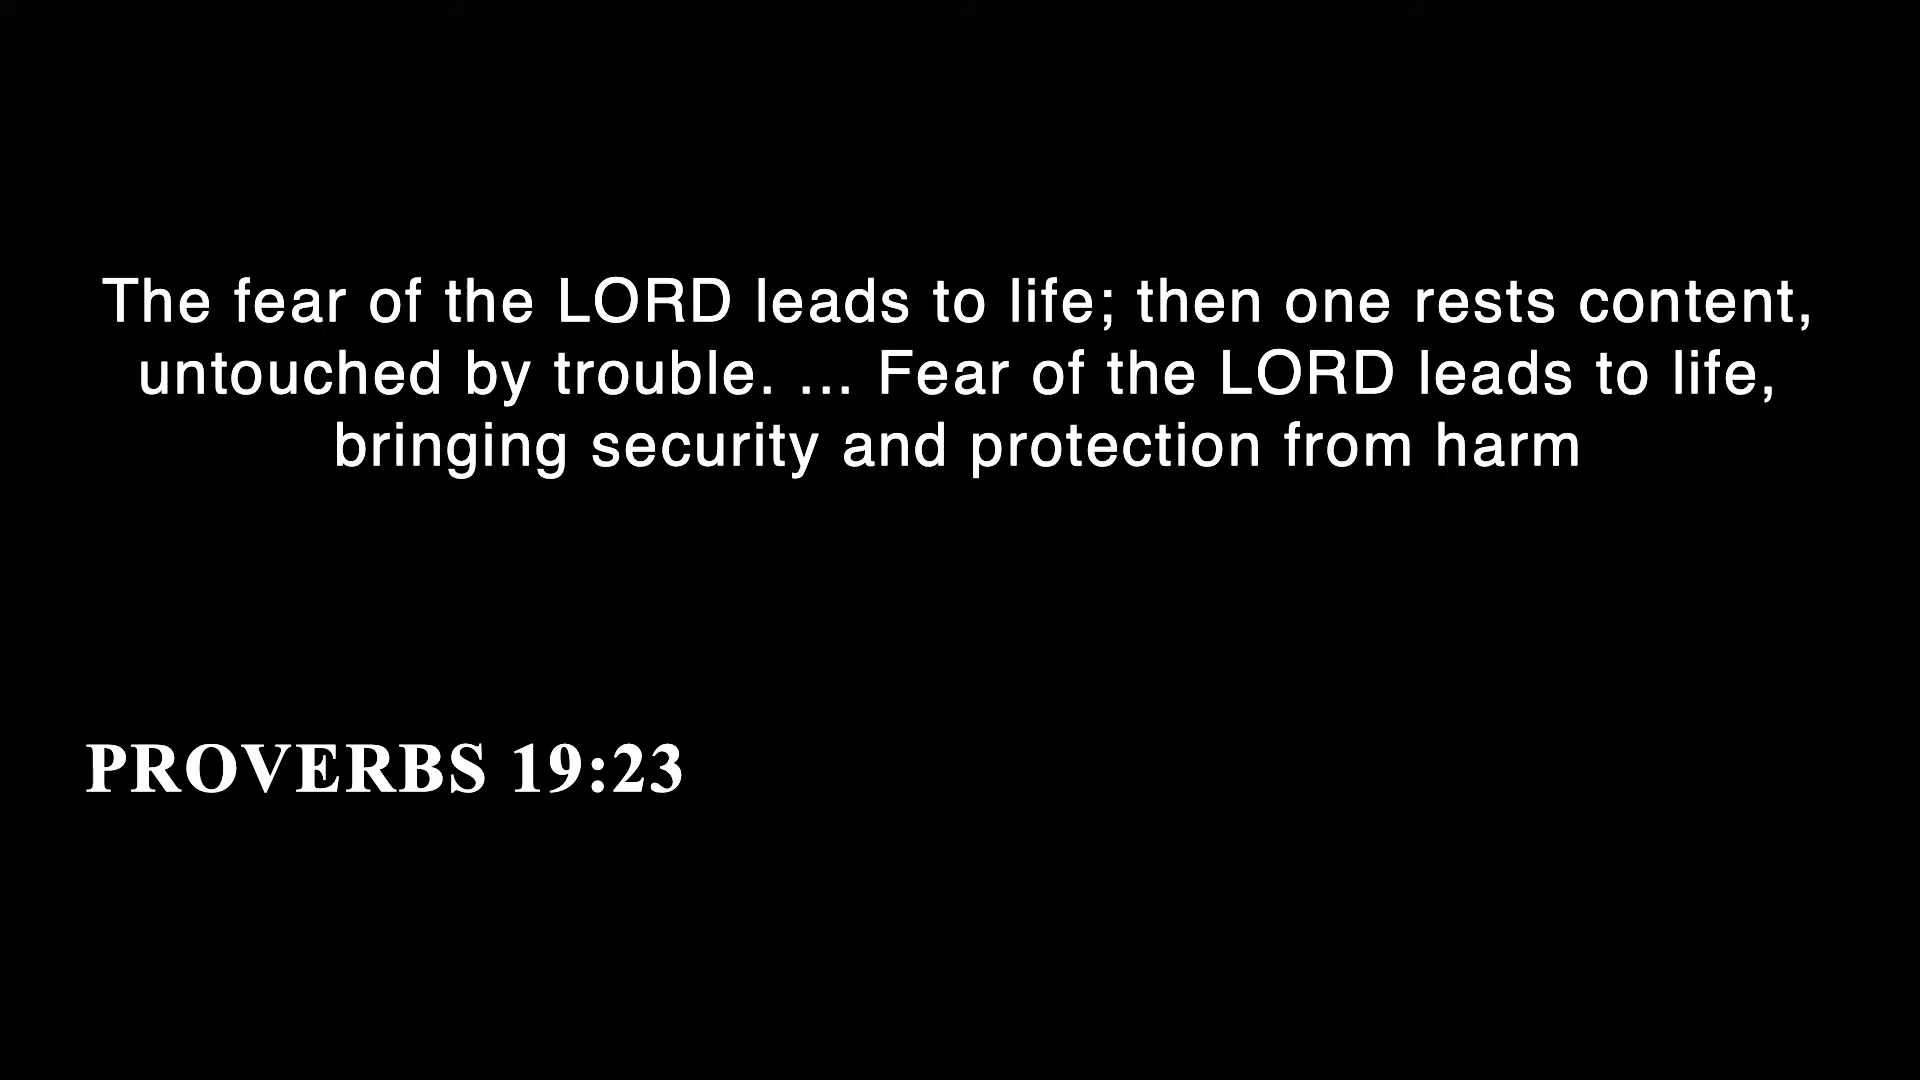 The fear of the LORD leads to life; then one rests content,
untouched by trouble. ... Fear of the LORD leads to life,
bringing security and protection from harm
PROVERBS 19:23